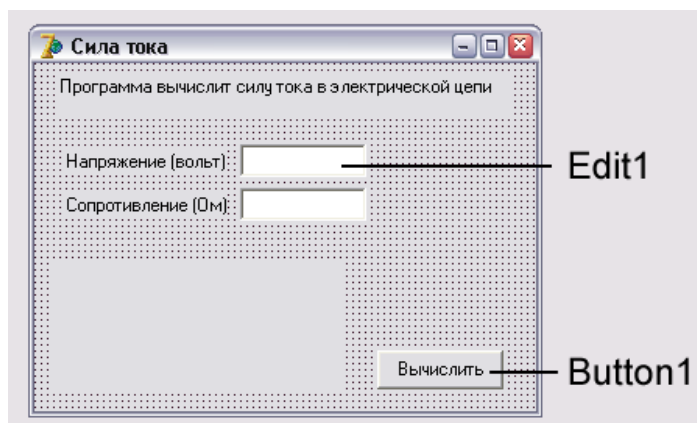 Сила тока
Программа вычислит силу тока в электрической цепи
Напряжение (вольт)
Edit1
Сопротивление (Ом)
Вычислить
Button1